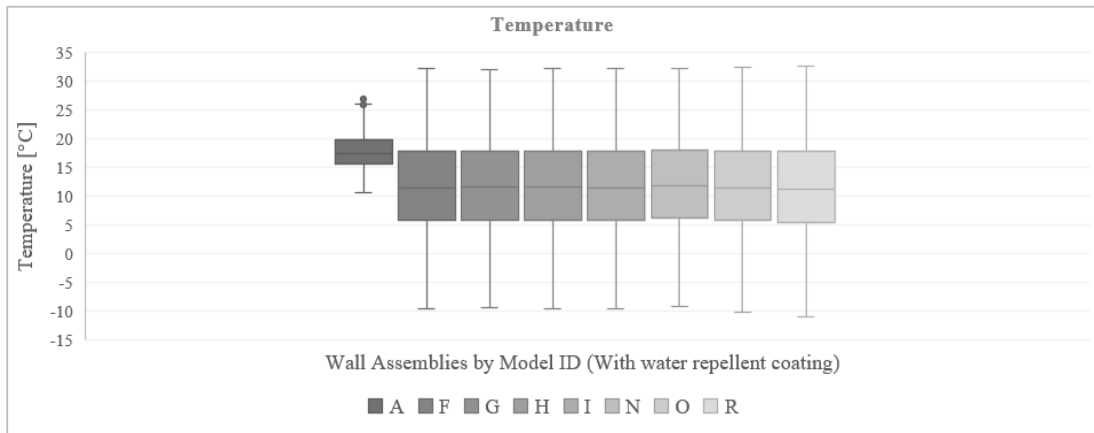 Temperature
Temperature [°C]
35
30
25
20
15
10
5
0
-5
-10
-15
Wall Assemblies by Model ID (With water repellent coating)
A F G H I N O R